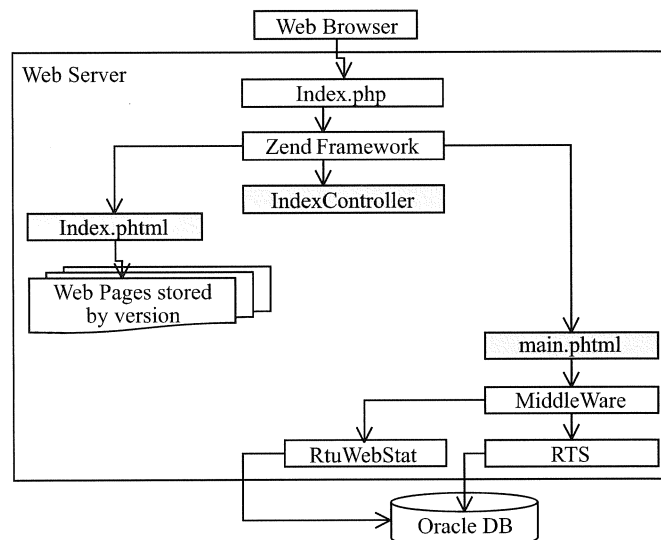 Web Browser
Web Server
Index.php
Zend Framework
IndexController
Index.phtml
Web Pages stored
by version
main.phtml
MiddleWare
RtuWebStat
RTS
Oracle DB